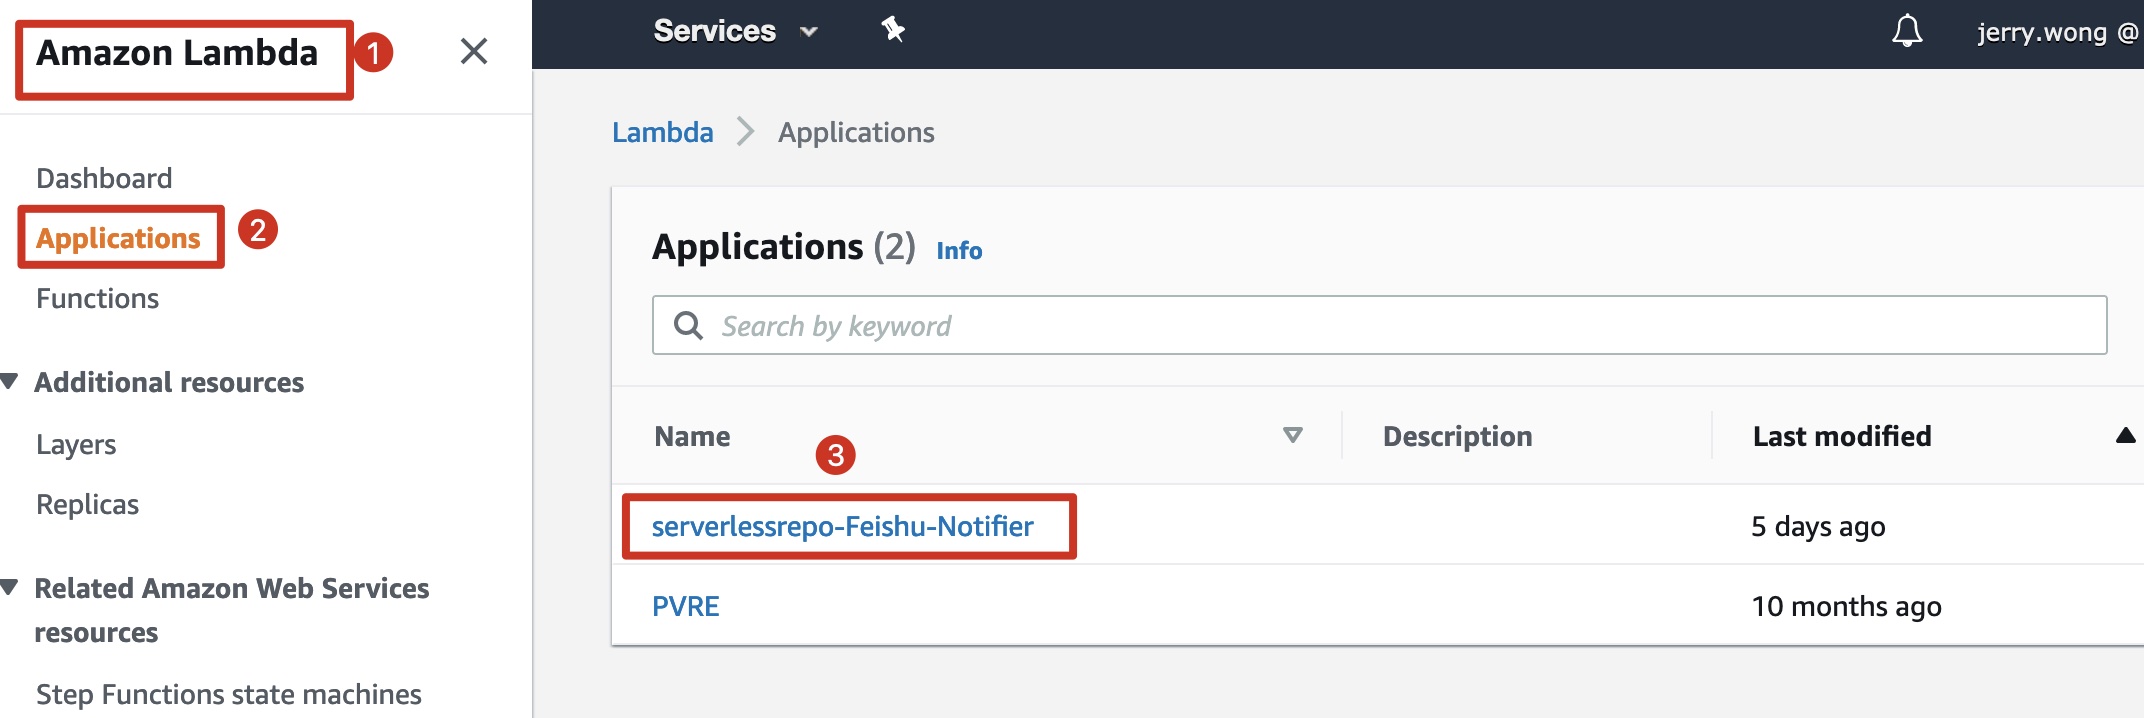 Amazon Lambda 1
Services
jerry.wong @
Dashboard
Applications 2
Functions
Additional resources
Layers
Replicas
Related Amazon Web Services
resources
Step Functions state machines
Lambda > Applications
Applications (2) Info
Search by keyword
Name Description Last modified
3
serverlessrepo-Feishu-Notifier 5 days ago
PVRE 10 months ago